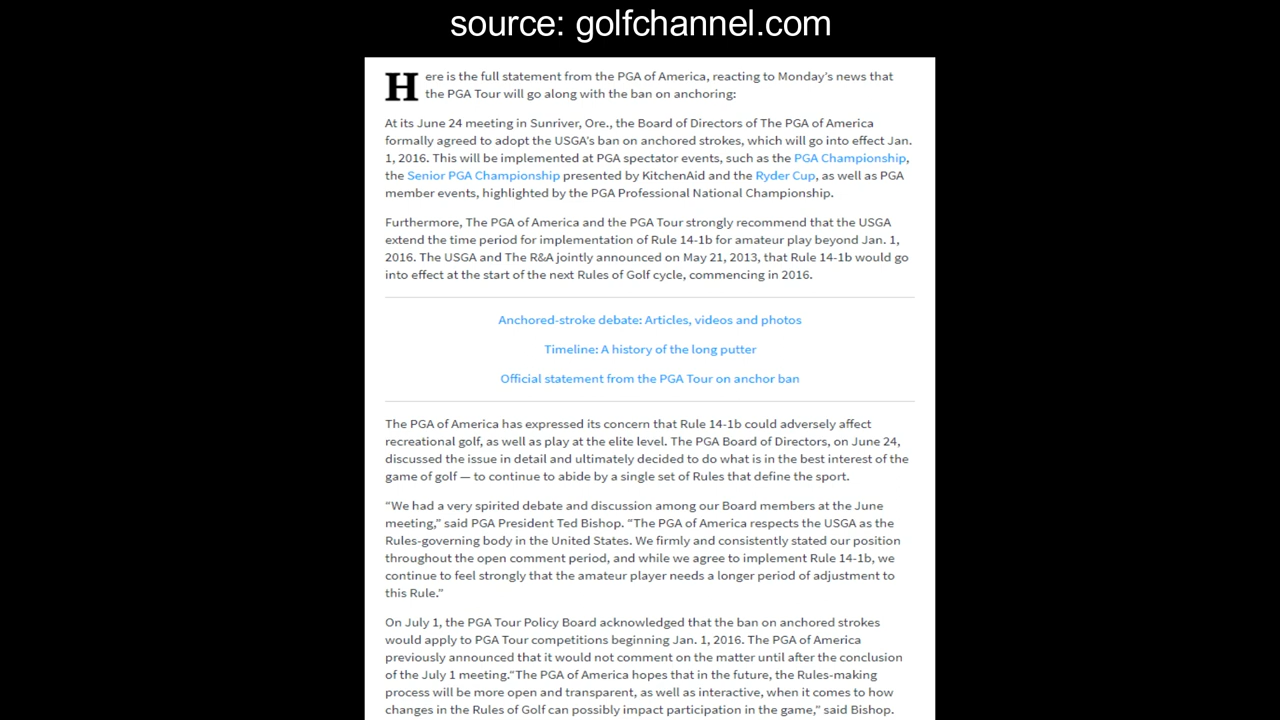 source: golfchannel.com
Here is the full statement from the PGA of America, reacting to Monday's news that
the PGA Tour will go along with the ban on anchoring:
At its June 24 meeting in Sunriver, Ore., the Board of Directors of The PGA of America
formally agreed to adopt the USGA's ban on anchored strokes, which will go into effect Jan.
1, 2016. This will be implemented at PGA spectator events, such as the PGA Championship,
the Senior PGA Championship presented by KitchenAid and the Ryder Cup, as well as PGA
member events, highlighted by the PGA Professional National Championship.
Furthermore, The PGA of America and the PGA Tour strongly recommend that the USGA
extend the time period for implementation of Rule 14-1b for amateur play beyond Jan. 1,
2016. The USGA and The R&A jointly announced on May 21, 2013, that Rule 14-1b would go
into effect at the start of the next Rules of Golf cycle, commencing in 2016.
Anchored-stroke debate: Articles, videos and photos
Timeline: A history of the long putter
Official statement from the PGA Tour on anchor ban
The PGA of America has expressed its concern that Rule 14-1b could adversely affect
recreational golf, as well as play at the elite level. The PGA Board of Directors, on June 24,
discussed the issue in detail and ultimately decided to do what is in the best interest of the
game of golf — to continue to abide by a single set of Rules that define the sport.
“We had a very spirited debate and discussion among our Board members at the June
meeting,” said PGA President Ted Bishop. “The PGA of America respects the USGA as the
Rules-governing body in the United States. We firmly and consistently stated our position
throughout the open comment period, and while we agree to implement Rule 14-1b, we
continue to feel strongly that the amateur player needs a longer period of adjustment to
this Rule.”
On July 1, the PGA Tour Policy Board acknowledged that the ban on anchored strokes
would apply to PGA Tour competitions beginning Jan. 1, 2016. The PGA of America
previously announced that it would not comment on the matter until after the conclusion
of the July 1 meeting.“The PGA of America hopes that in the future, the Rules-making
process will be more open and transparent, as well as interactive, when it comes to how
changes in the Rules of Golf can possibly impact participation in the game,” said Bishop.